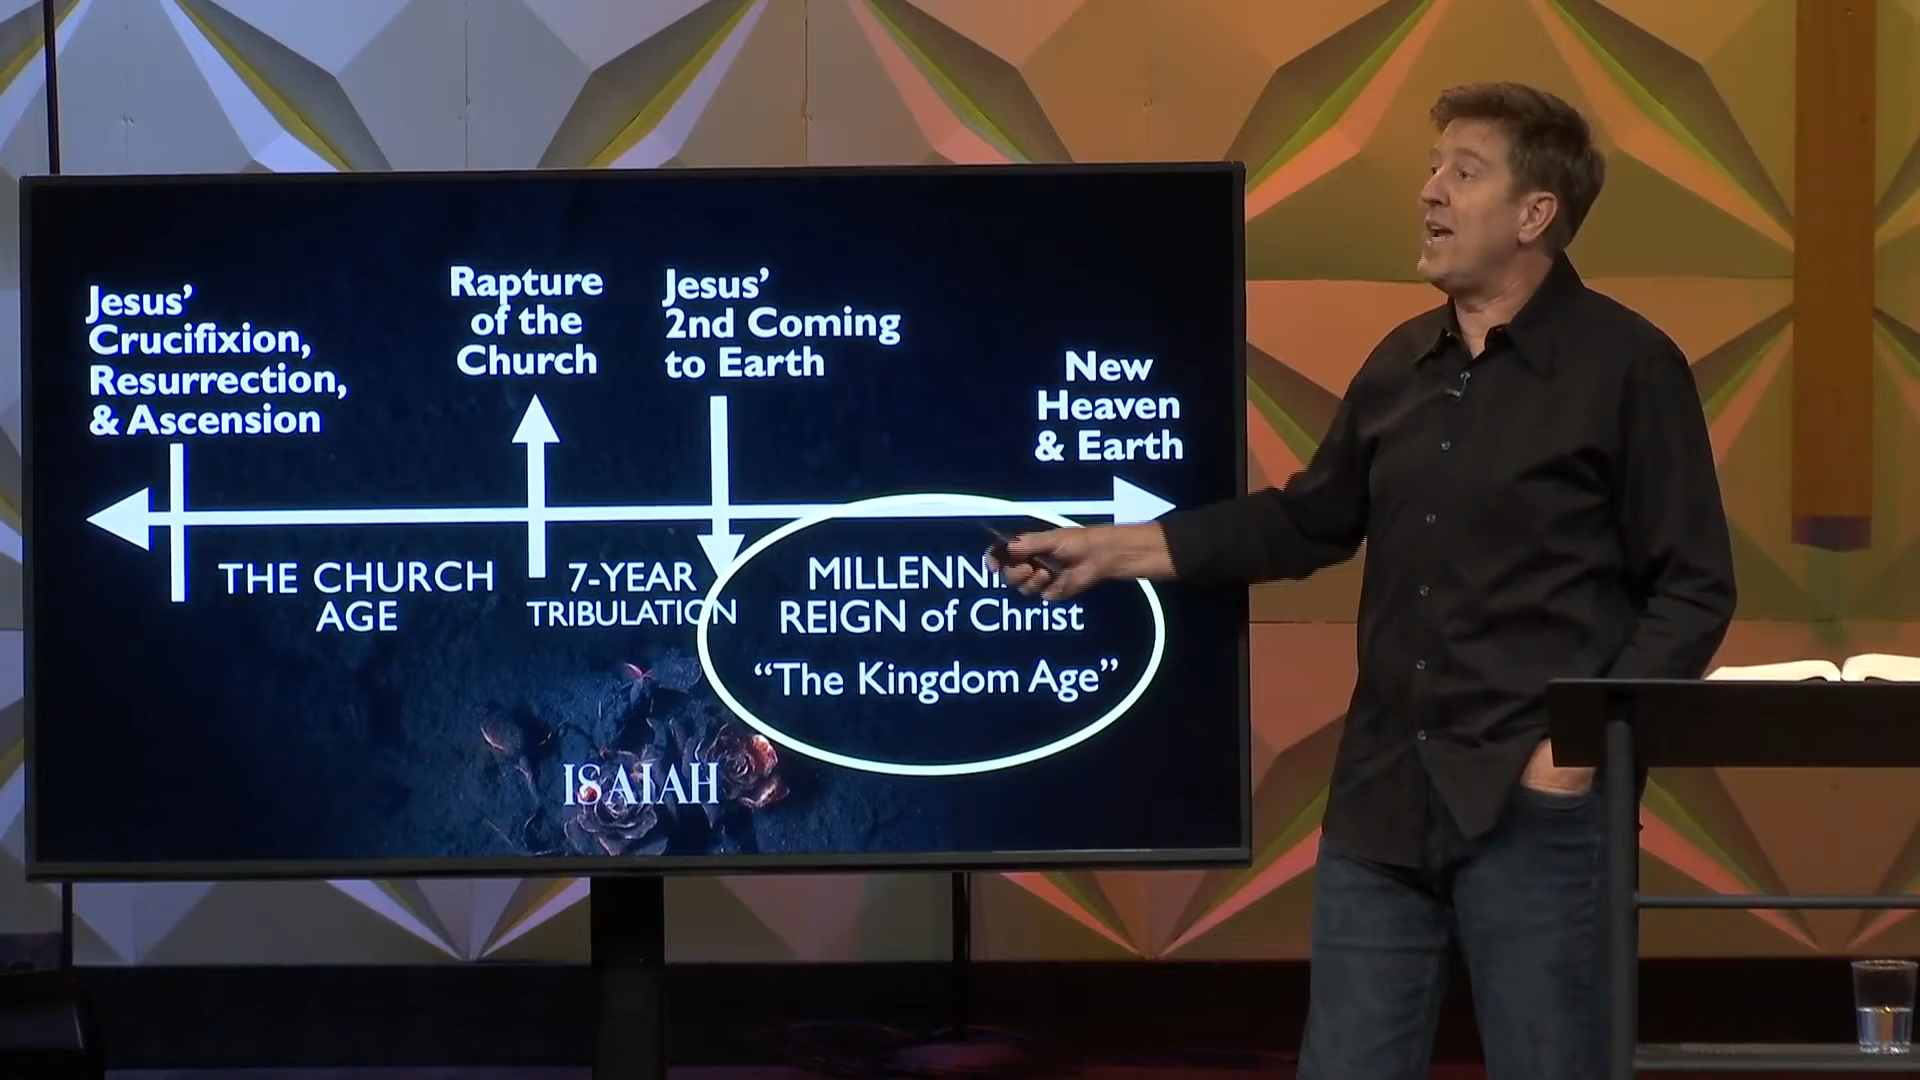 Jesus’
Crucifixion,
Resurrection,
& Ascension
Rapture
of the
Church
Jesus’
2nd Coming
to Earth
New
Heaven
& Earth
THE CHURCH
AGE
7-YEAR
TRIBULATION
REIGN of Christ
“The Kingdom Age”
ISAIAH